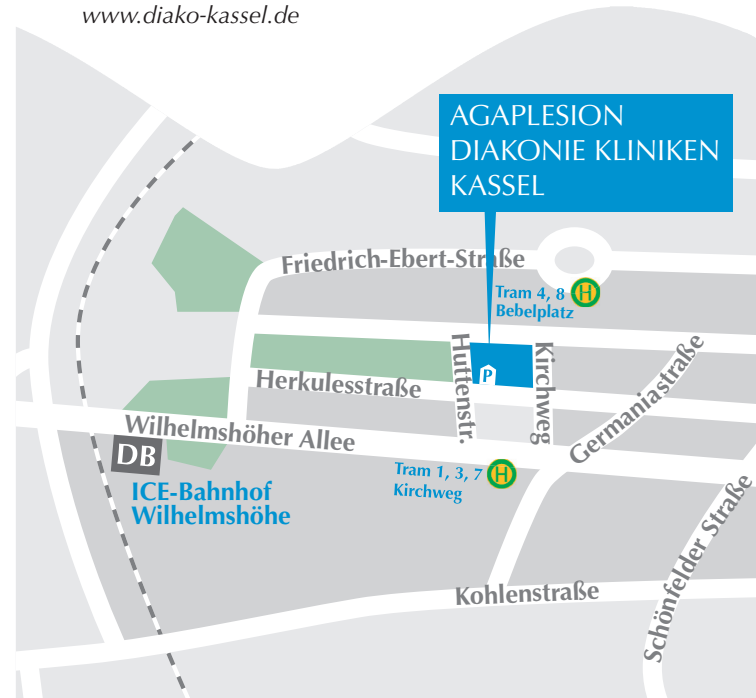 www.diako-kassel.de
AGAPLESION
DIAKONIE KLINIKEN
KASSEL
Friedrich-Ebert-Straße
Tram 4, 8 H
Bebelplatz
Huttenstr.
Kirchweg
P
Germaniastraße
Herkulesstraße
Wilhelmshöher Allee
DB
Tram 1, 3, 7 H
Kirchweg
ICE-Bahnhof
Wilhelmshöhe
Schönfelder Straße
Kohlenstraße